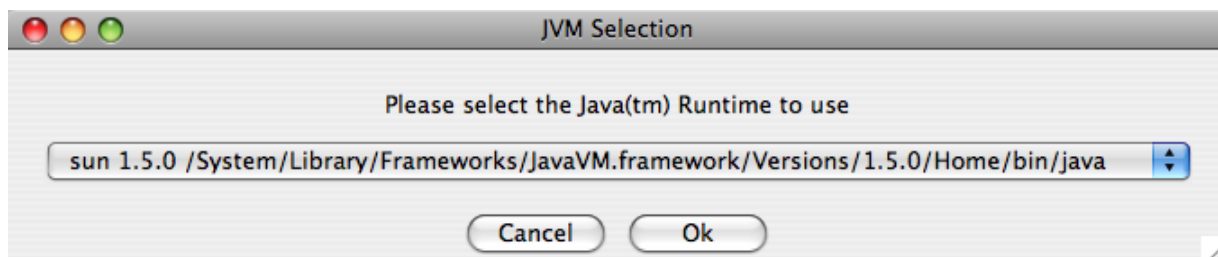 JVM Selection
Please select the Java(tm) Runtime to use
sun 1.5.0 /System/Library/Frameworks/JavaVM.framework/Versions/1.5.0/Home/bin/java
Cancel Ok